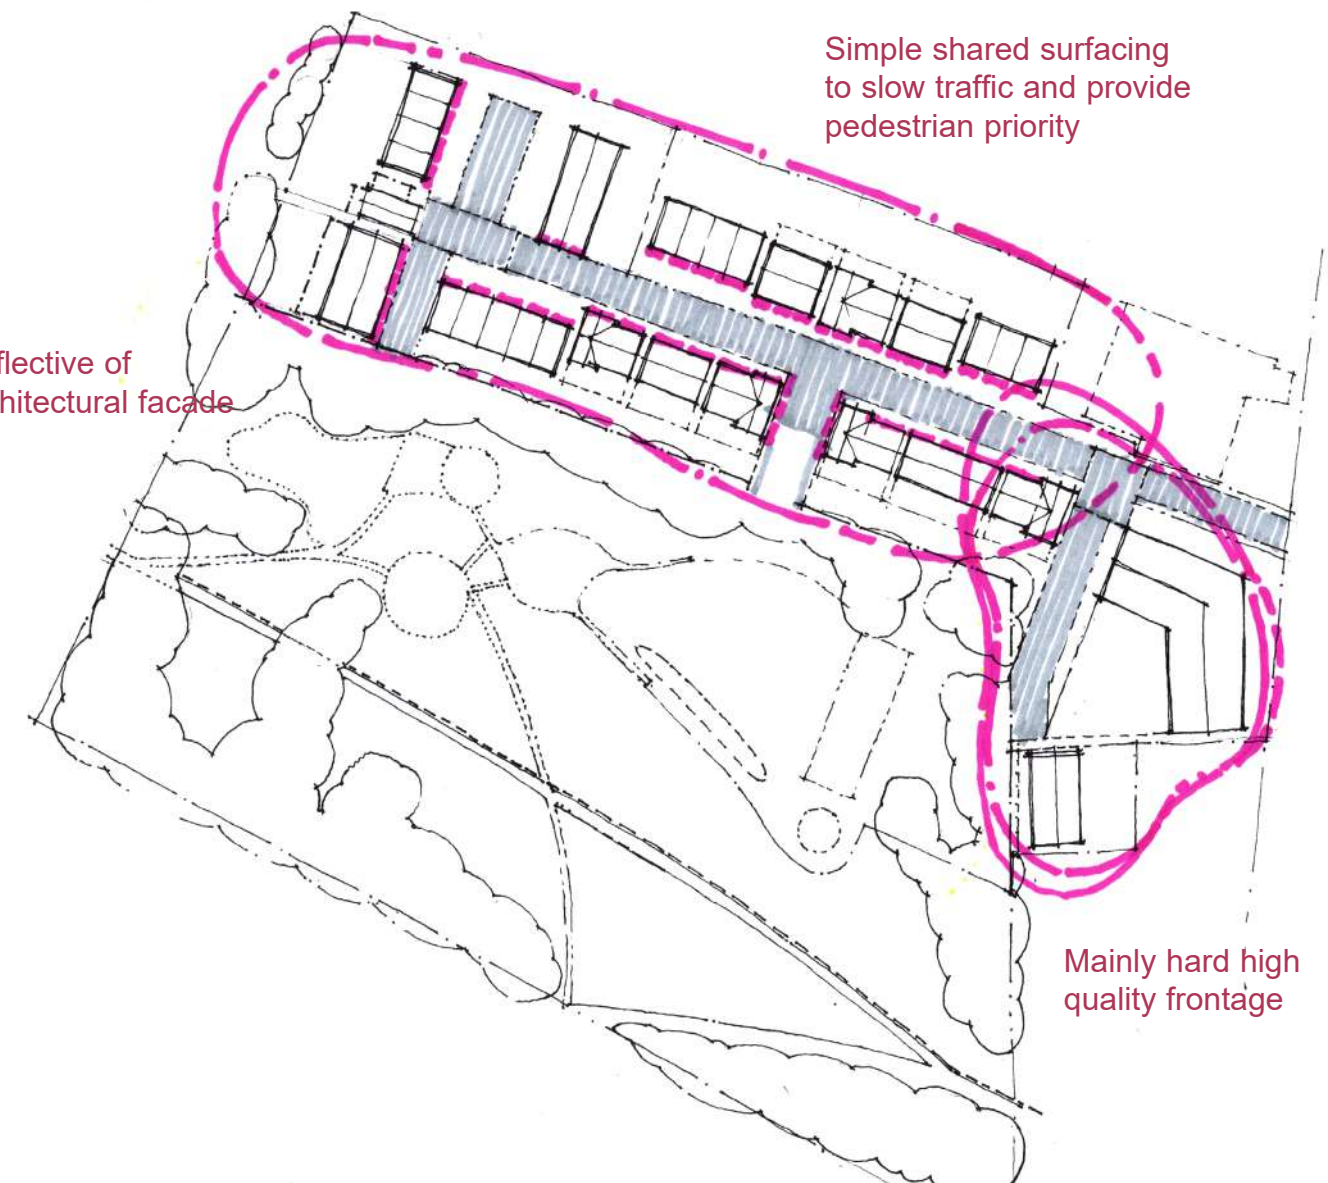 Simple shared surfacing
to slow traffic and provide
pedestrian priority
flective of
hitectural facade
Mainly hard high
quality frontage